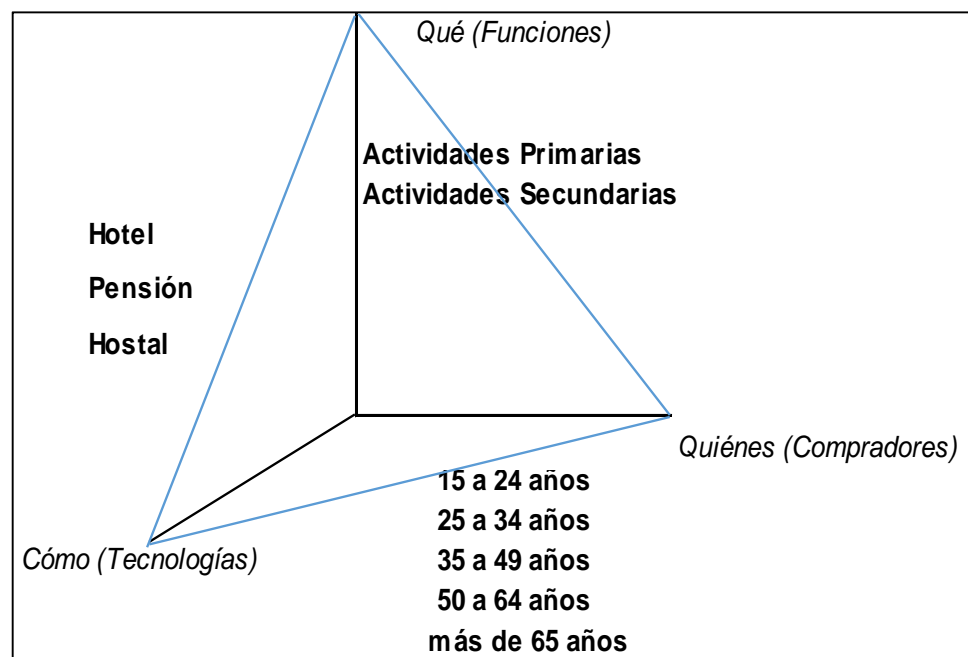 Qué (Funciones)
Actividades Primarias
Actividades Secundarias
Hotel
Pensión
Hostal
Quiénes (Compradores)
15 a 24 años
25 a 34 años
35 a 49 años
50 a 64 años
más de 65 años
Cómo (Tecnologías)